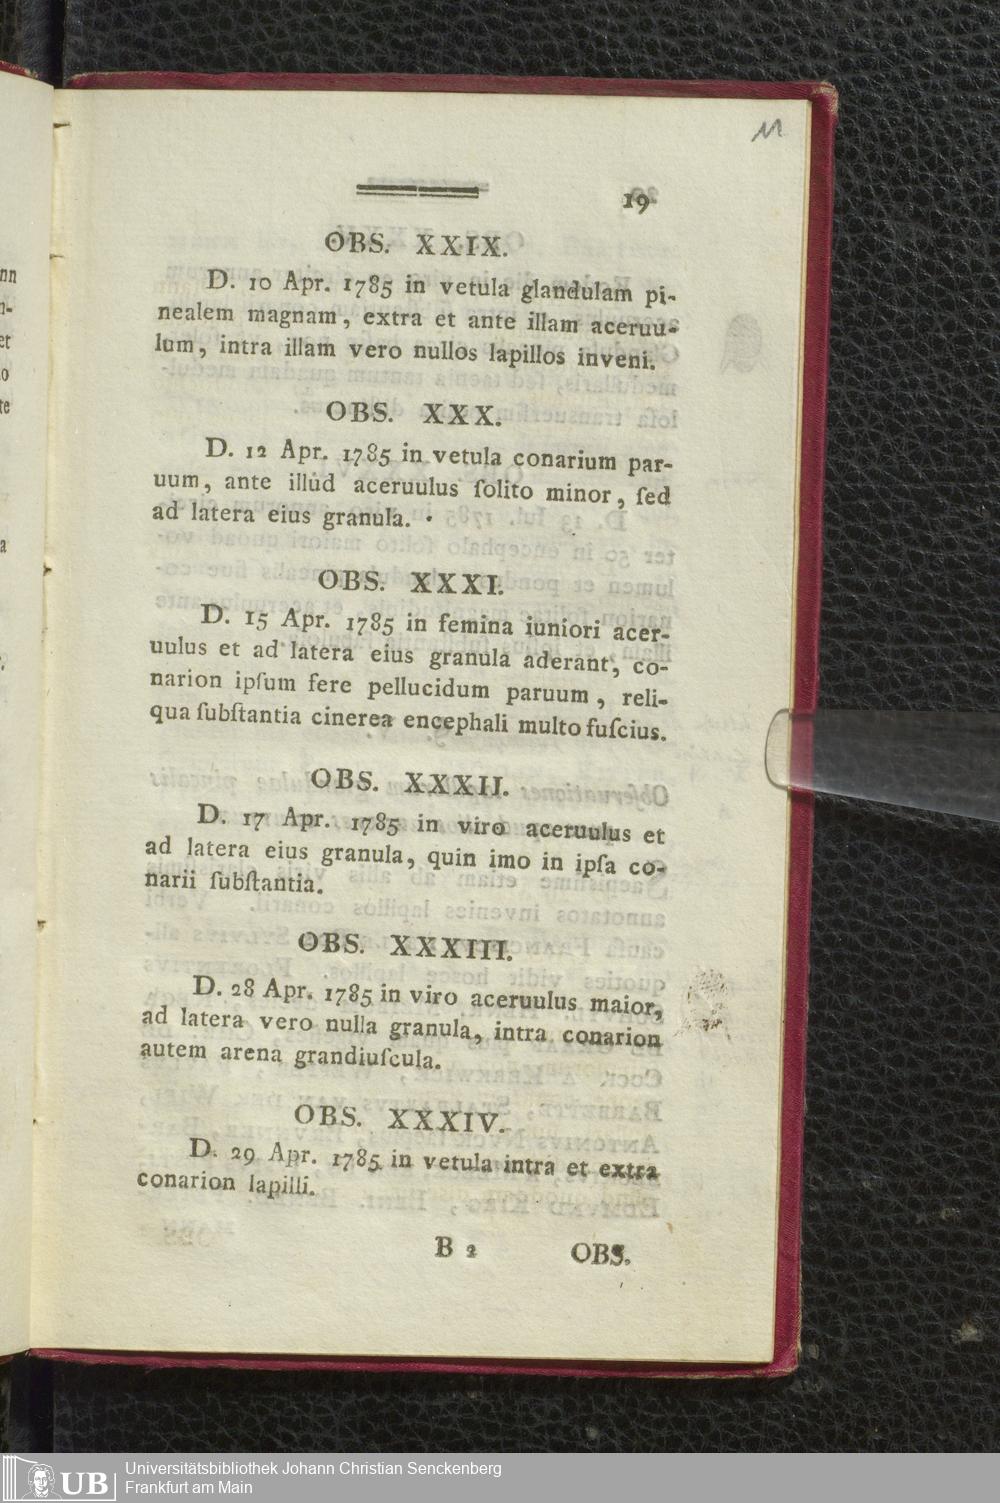 11
19
OBS. XXIX.
D. 10 Apr. 1785 in vetula glandulam pi-
nealem magnam, extra et ante illam aceruu-
lum, intra illam vero nullos lapillos inveni.
OBS. XXX.
D. 12 Apr. 1785 in vetula conarium par-
uum, ante illud aceruulus ſolito minor, ſed
ad latera eius granula.
OBS. XXXI.
D. 15 Apr. 1785 in femina iuniori acer-
uulus et ad latera eius granula aderant, co-
narion ipſum fere pellucidum paruum, reli-
qua ſubſtantia cinerea encephali multo fuſcius.
OBS. XXXII.
D. 17 Apr. 1785 in viro aceruulus et
ad latera eius granula, quin imo in ipſa co-
narii ſubſtantia.
OBS. XXXIII.
D. 28 Apr. 1785 in viro aceruulus maior,
ad latera vero nulla granula, intra conarion
autem arena grandiuſcula.
OBS. XXXIV.
D. 29 Apr. 1785 in vetula intra et extra
conarion lapilli.
B 2 OBS.
UB Universitätsbibliothek Johann Christian Senckenberg
Frankfurt am Main